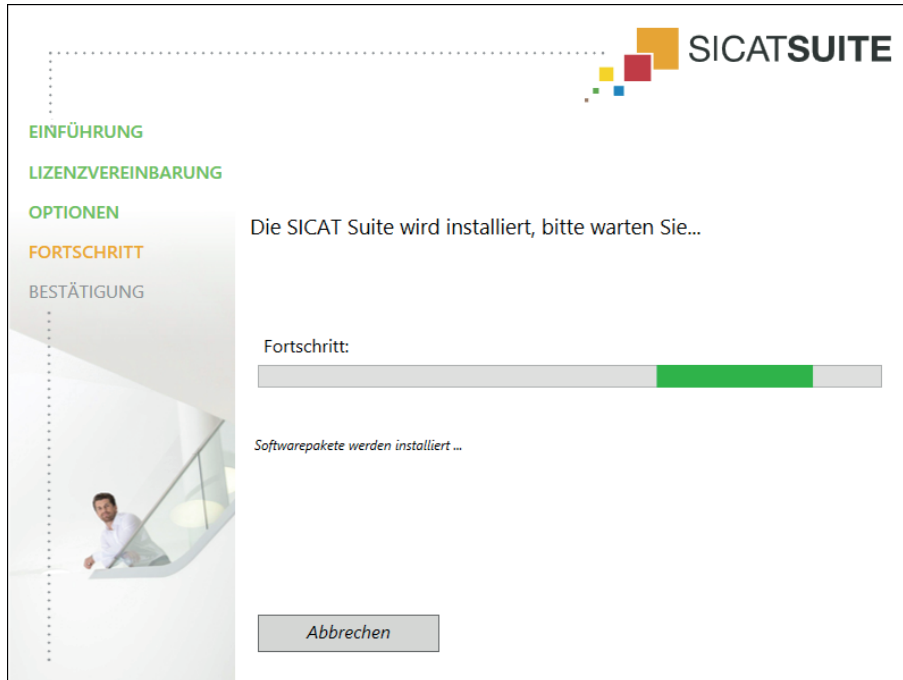 SICATSUITE
EINFÜHRUNG
LIZENZVEREINBARUNG
OPTIONEN
FORTSCHRITT
BESTÄTIGUNG
Die SICAT Suite wird installiert, bitte warten Sie...
Fortschritt:
Softwarepakete werden installiert ...
Abbrechen